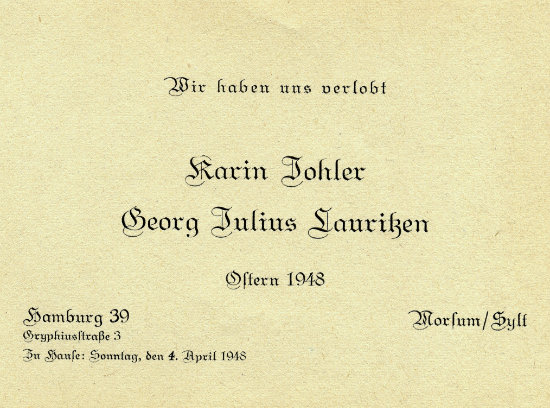 Wir haben uns verlobt
Karin Johler
Georg Julius Lauritzen
Ostern 1948
Hamburg 39
Gryphiusstraße 3
Zu Hause: Sonntag, den 4. April 1948
Morsum/Sylt